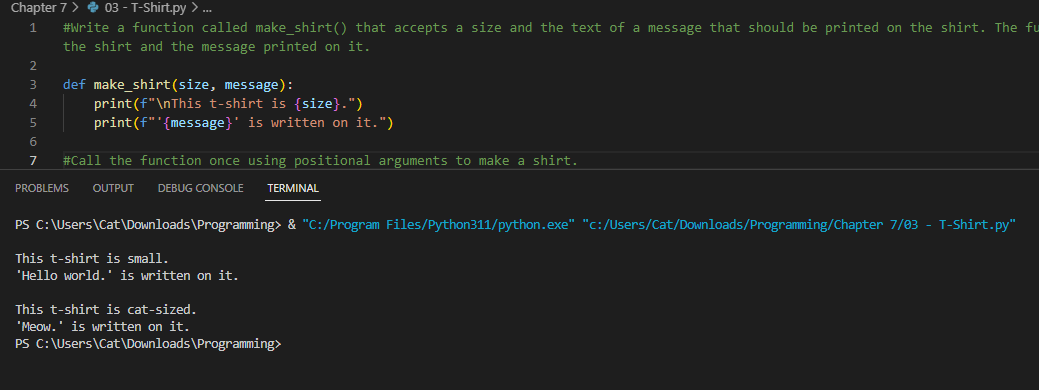 Chapter 7 > 03 - T-Shirt.py > ...
1 #Write a function called make_shirt() that accepts a size and the text of a message that should be printed on the shirt. The
the shirt and the message printed on it.
2
3 def make_shirt(size, message):
4 print(f"\nThis t-shirt is {size}.")
5 print(f"'{message}' is written on it.")
6
7 #Call the function once using positional arguments to make a shirt.
PROBLEMS OUTPUT DEBUG CONSOLE TERMINAL
PS C:\Users\Cat\Downloads\Programming> & "C:/Program Files/Python311/python.exe" "c:/Users/Cat/Downloads/Programming/Chapter 7/03 - T-Shirt.py"
This t-shirt is small.
'Hello world.' is written on it.
This t-shirt is cat-sized.
'Meow.' is written on it.
PS C:\Users\Cat\Downloads\Programming>